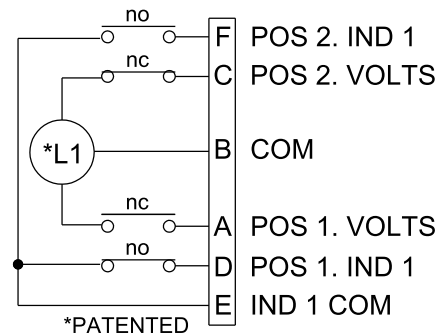 no
F POS 2. IND 1
nc
C POS 2. VOLTS
*L1
B COM
nc
A POS 1. VOLTS
no
D POS 1. IND 1
E IND 1 COM
*PATENTED